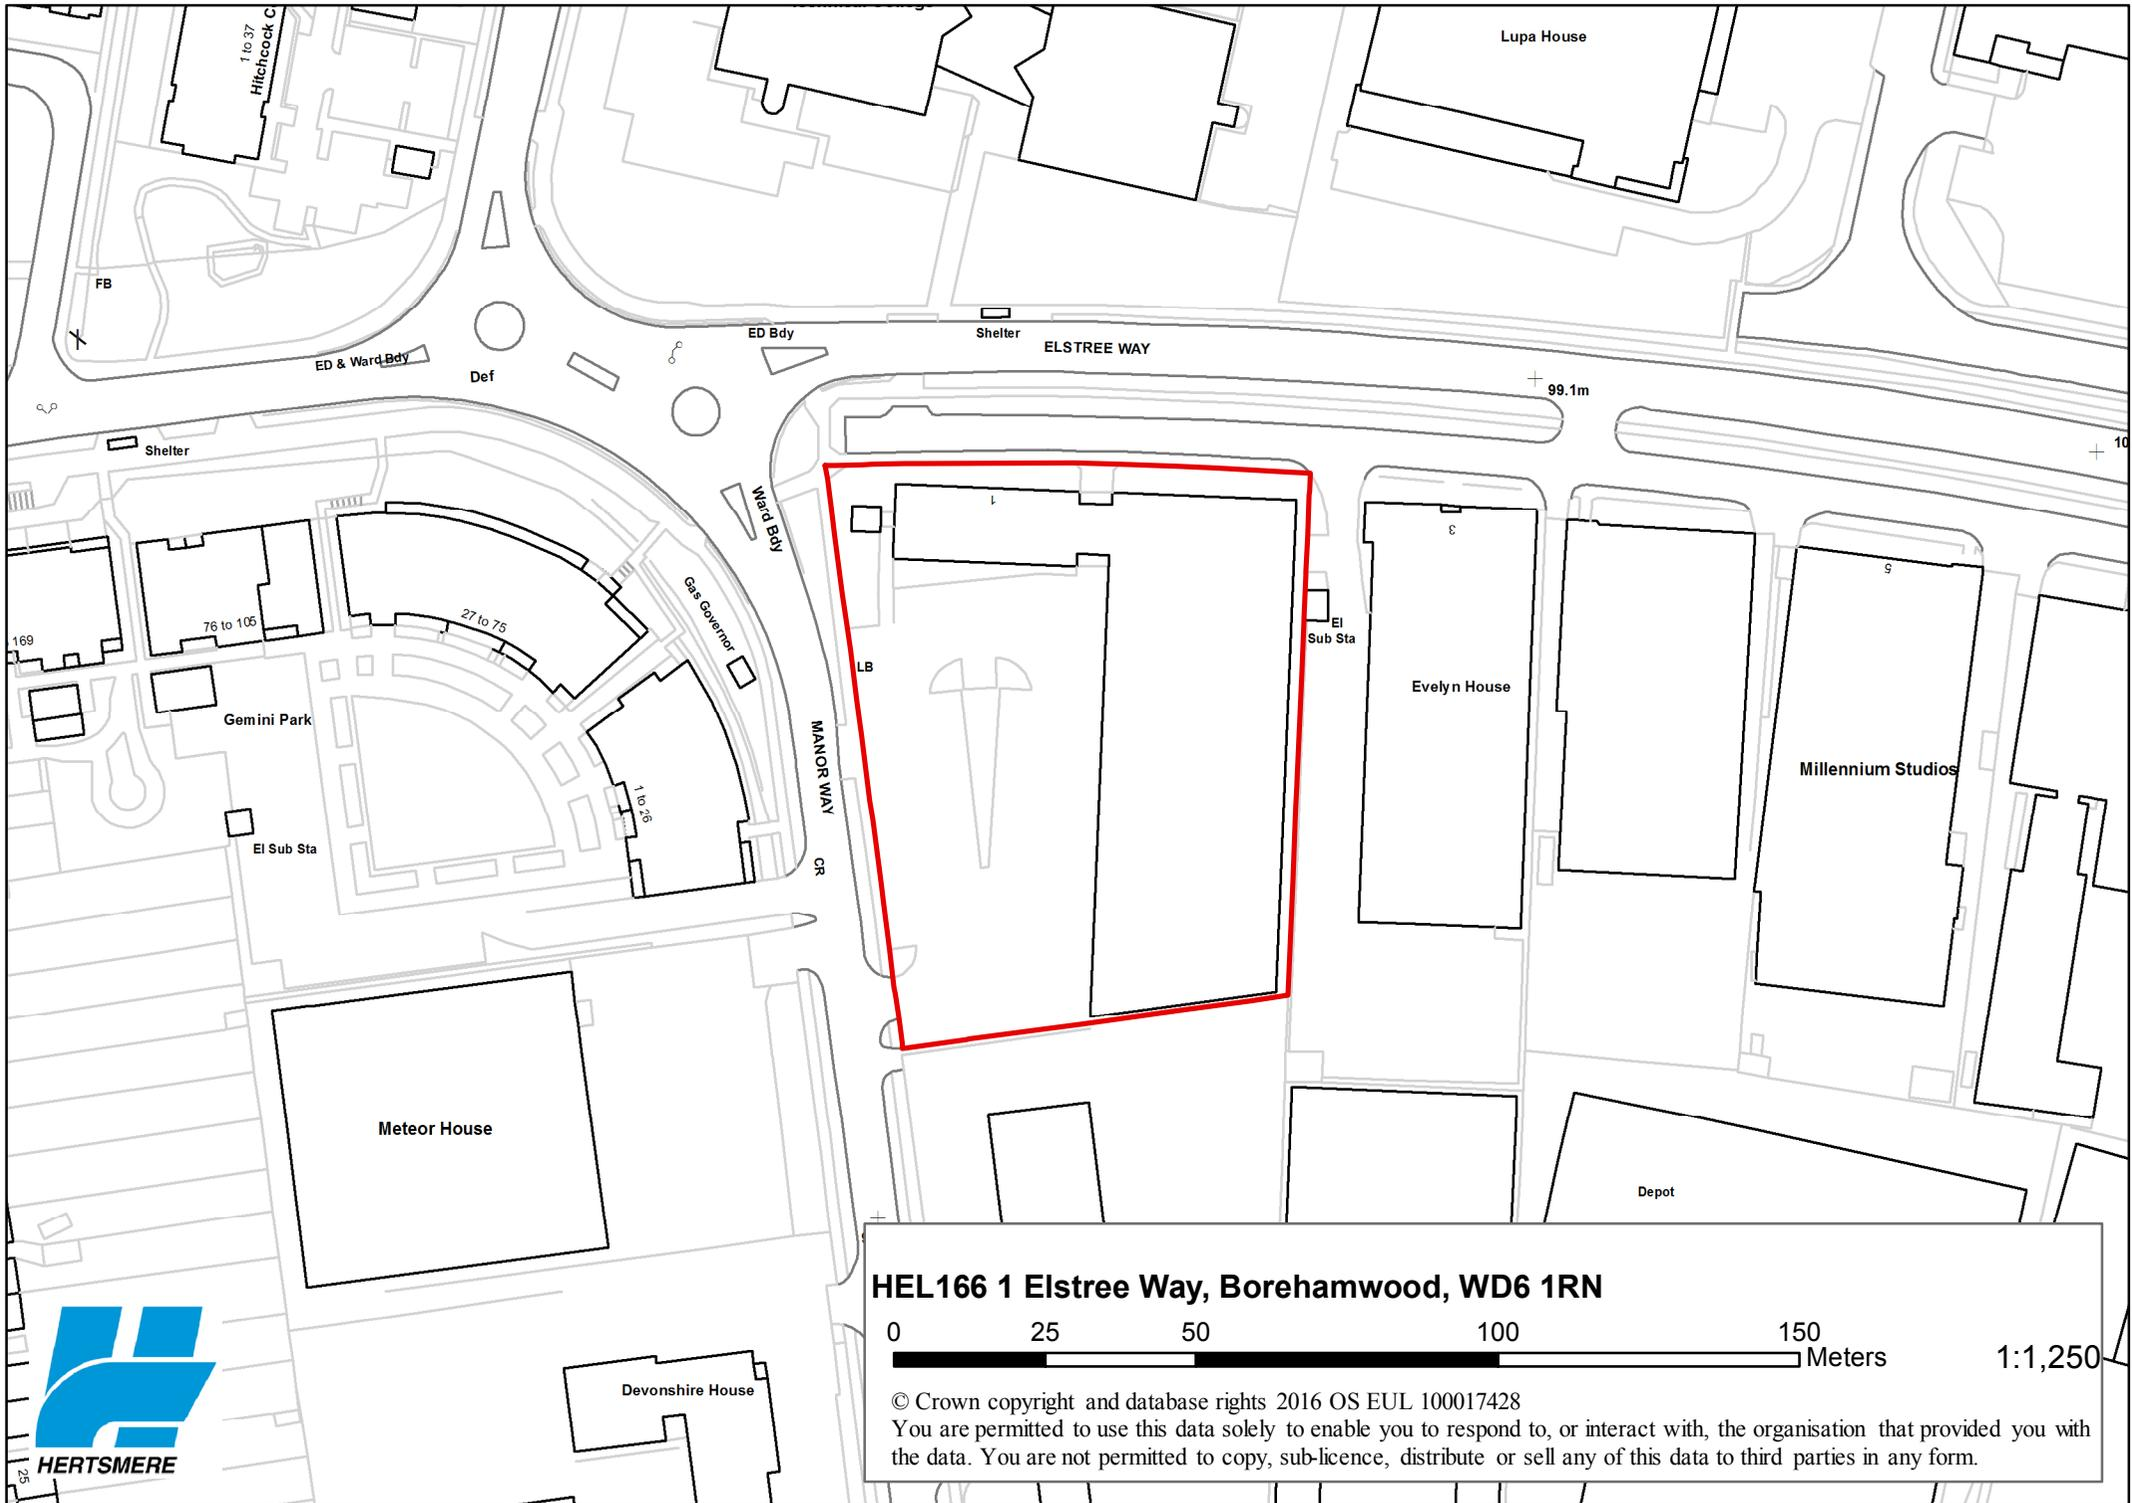 1 to 37
Hitchcock C
Lupa House
FB
ED & Ward Bdy
Def
ED Bdy
Shelter
ELSTREE WAY
99.1m
10
Shelter
Ward Bdy
1
3
5
169
76 to 105
27 to 75
Gas Governor
El
Sub Sta
LB
Evelyn House
Gemini Park
MANOR WAY
Millennium Studios
1 to 26
El Sub Sta
CR
Meteor House
Depot
Devonshire House
25
HERTSMERE
HEL166 1 Elstree Way, Borehamwood, WD6 1RN
0 25 50 100 150
Meters
1:1,250
© Crown copyright and database rights 2016 OS EUL 100017428
You are permitted to use this data solely to enable you to respond to, or interact with, the organisation that provided you with
the data. You are not permitted to copy, sub-licence, distribute or sell any of this data to third parties in any form.